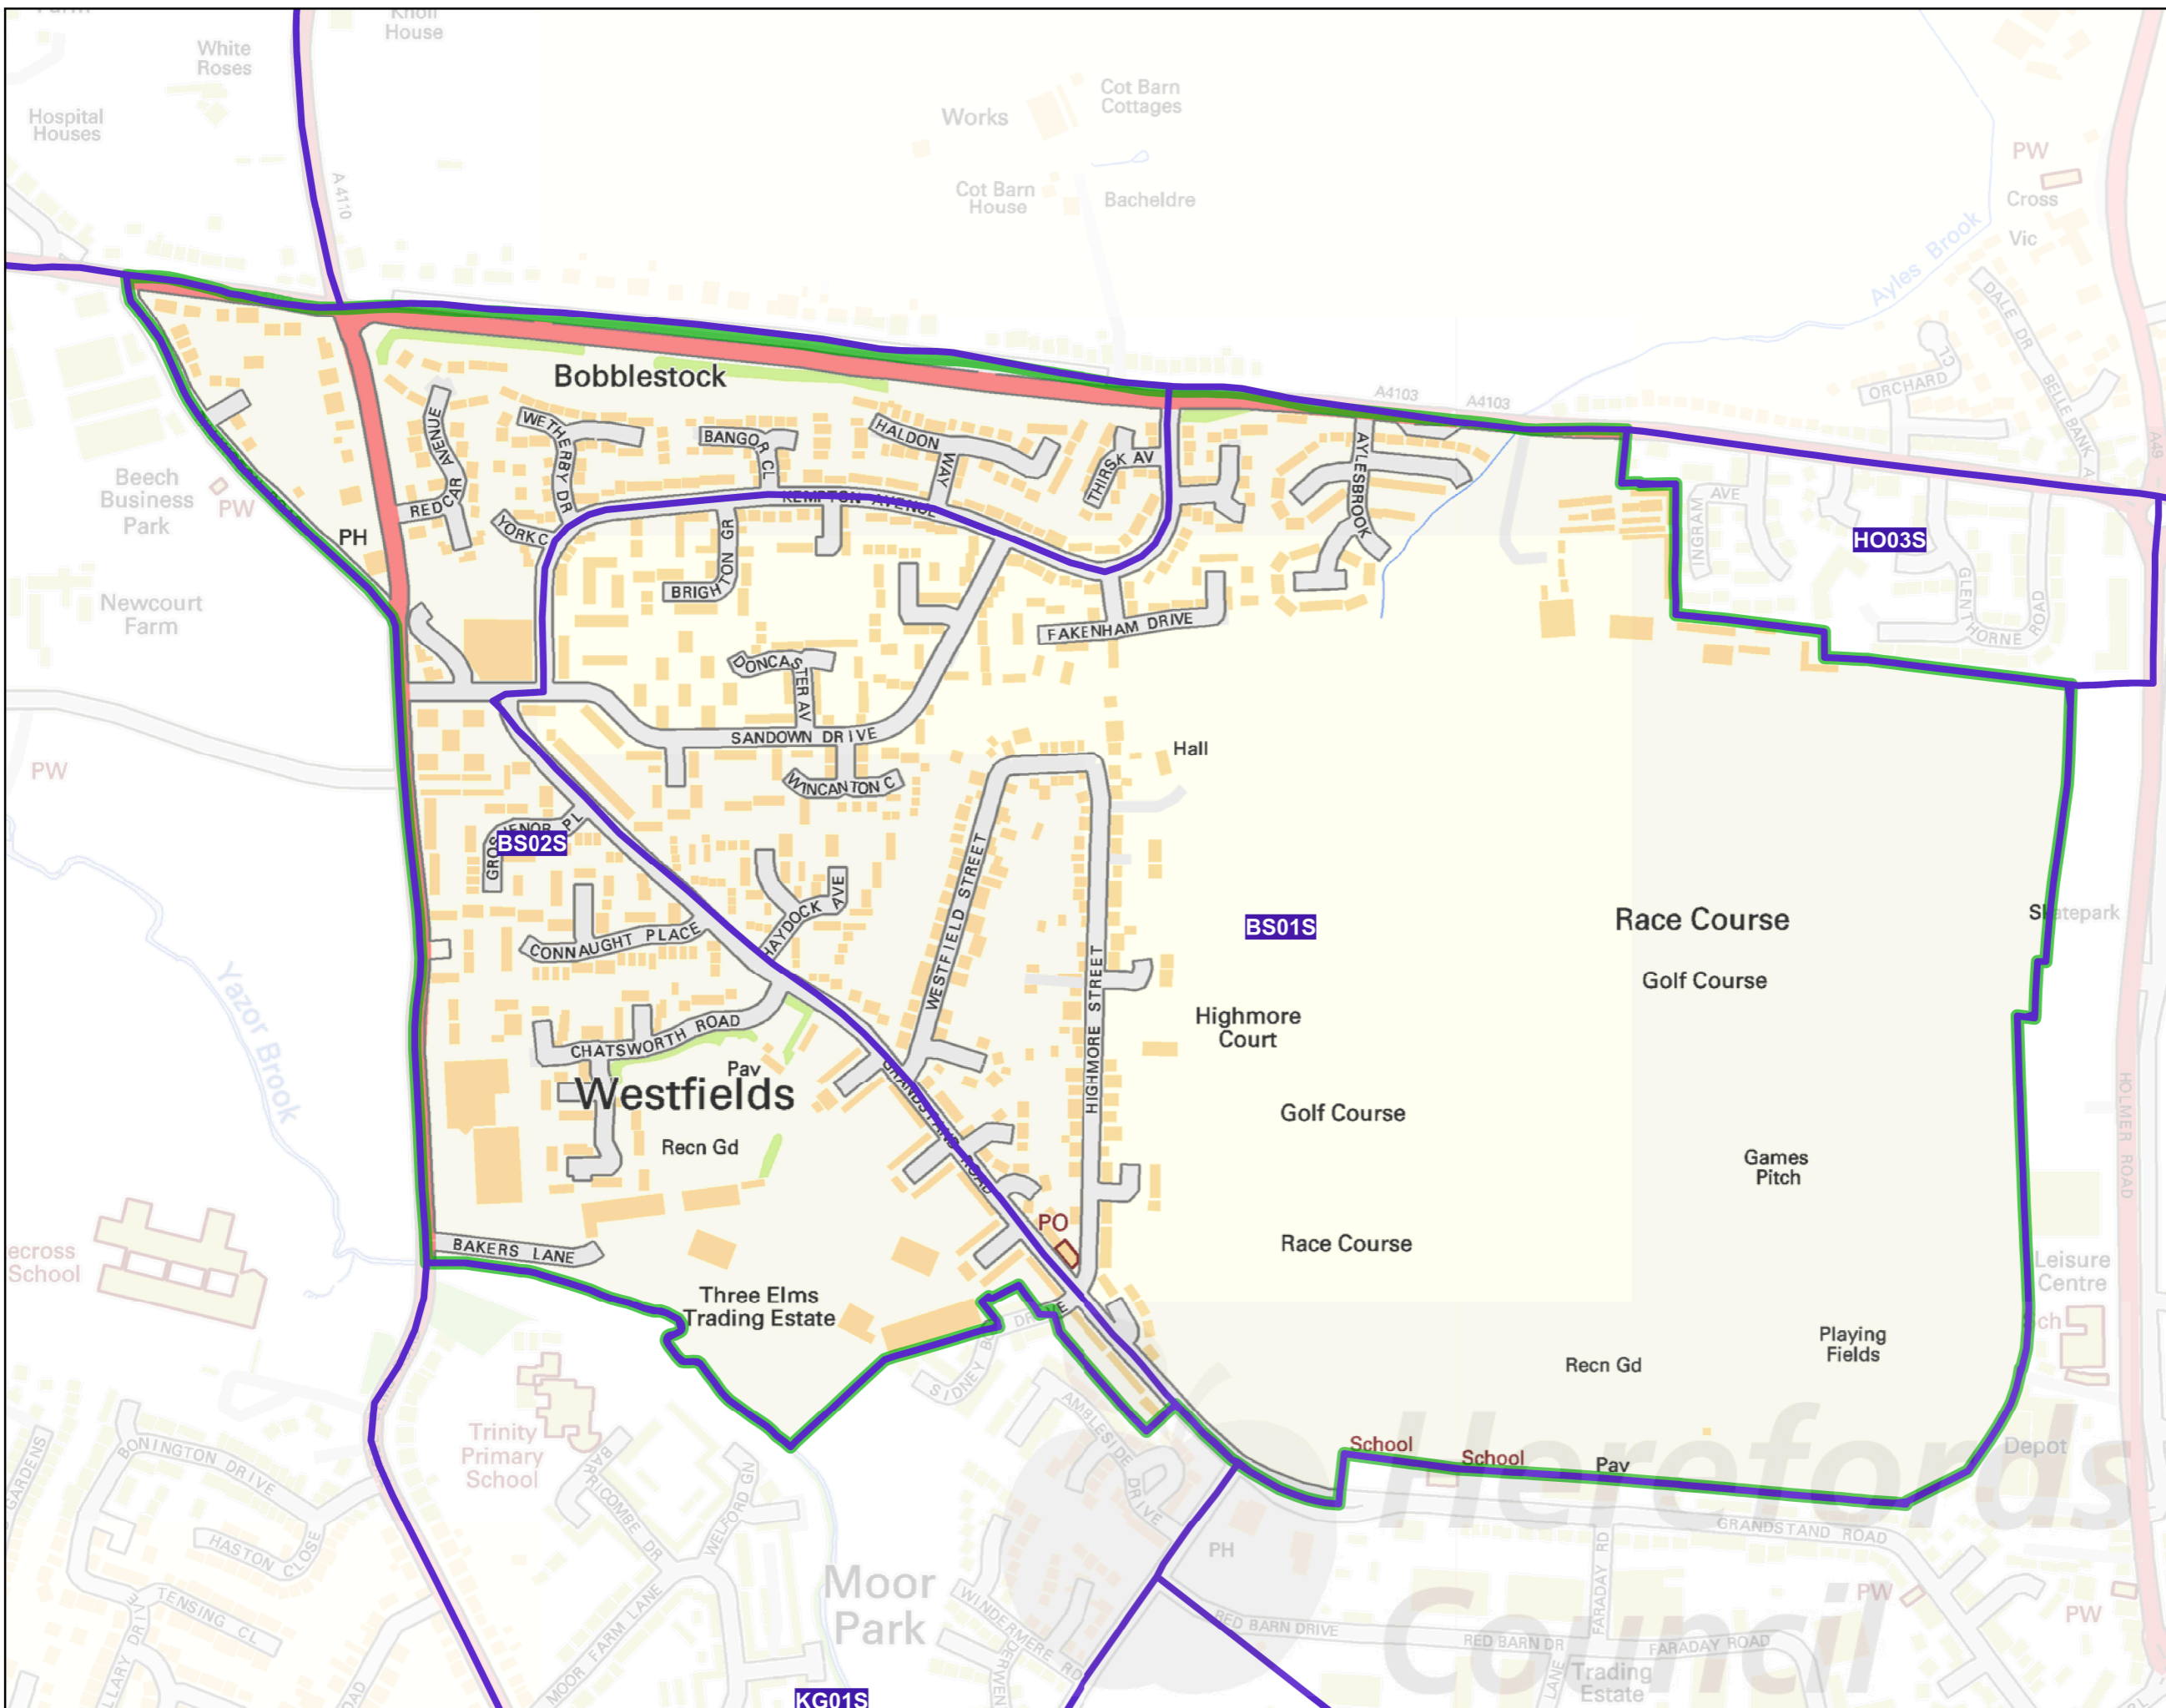 Knoll
House
White
Roses
Hospital
Houses
A4110
Works
Cot Barn
Cottages
Cot Barn
House
Bacheldre
PW
Cross
Vic
Ayles Brook
DALE DR
BELLE BANK A
ORCHARD CL
A49
A4103
A4103
Bobblestock
REDCAR AVENUE
WETHERBY DR
BANGOR CL
HALDON WAY
THIRSK AV
AYLESBROOK
KEMPTON AVENUE
YORK C
BRIGHTON GR
FAKENHAM DRIVE
INGRAM AVE
HO03S
GLENTHORNE ROAD
Beech
Business
Park
PW
PH
Newcourt
Farm
PW
DONCASTER AV
SANDOWN DRIVE
WINCANTON C
Hall
BS02S
CONNAUGHT PLACE
HAYDOCK AVE
WESTFIELD STREET
HIGHMORE STREET
BS01S
Race Course
Golf Course
Skatepark
Highmore
Court
Golf Course
Games
Pitch
Race Course
CHATSWORTH ROAD
Pav
Westfields
Recn Gd
GRANDSTAND ROAD
PO
Yazor Brook
HOLMER ROAD
BAKERS LANE
Three Elms
Trading Estate
ecross
School
Leisure
Centre
Sch
Playing
Fields
Recn Gd
Trinity
Primary
School
AMBLESIDE DRIVE
School
School
Pav
Depot
Herefords
Council
GARDENS
BONINGTON DRIVE
HASTON CLOSE
TENSING CL
BARRICOMBE DR
WELFORD GN
MOOR FARM LANE
Moor
Park
WINDERMERE RD
PH
RED BARN DRIVE
RED BARN DR
FARADAY RD
FARADAY ROAD
GRANDSTAND ROAD
PW
PW
LANE
Trading
Estate
KG01S